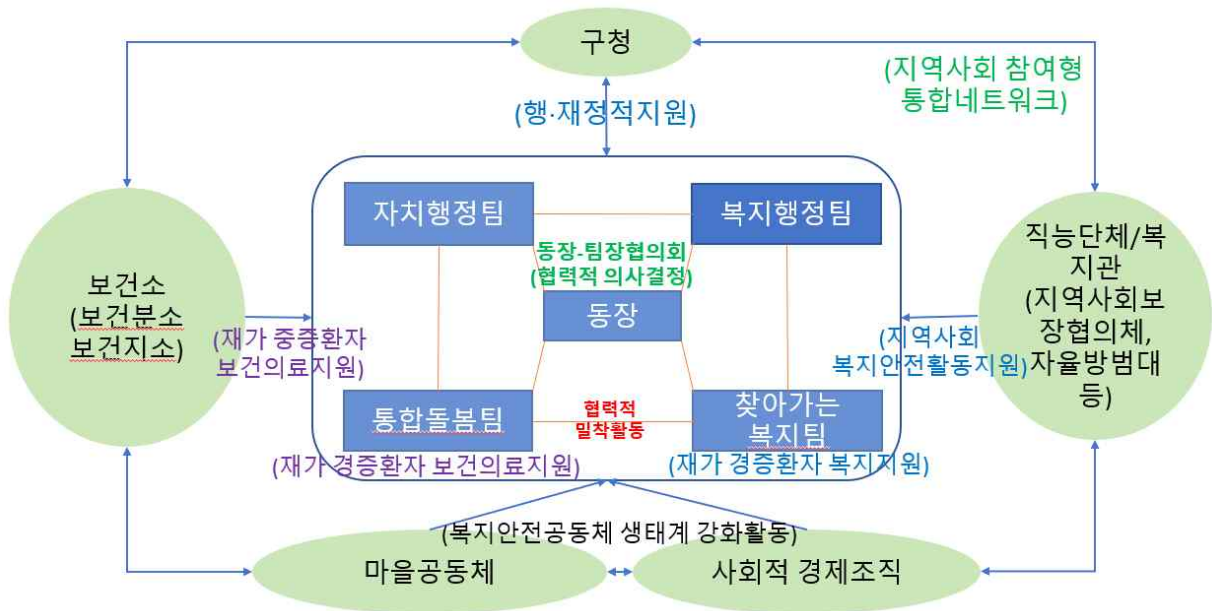 구청
(지역사회 참여형
통합네트워크)
(행·재정적지원)
자치행정팀
복지행정팀
동장-팀장협의회
(협력적 의사결정)
동장
보건소
(보건분소
보건지소)
(재가 중증환자
보건의료지원)
직능단체/복
지관
(지역사회보
장협의체,
자율방범대
등)
(지역사회
복지안전활동지원)
통합돌봄팀
협력적
밀착활동
찾아가는
복지팀
(재가 경증환자 보건의료지원)
(재가 경증환자 복지지원)
(복지안전공동체 생태계 강화활동)
마을공동체
사회적 경제조직